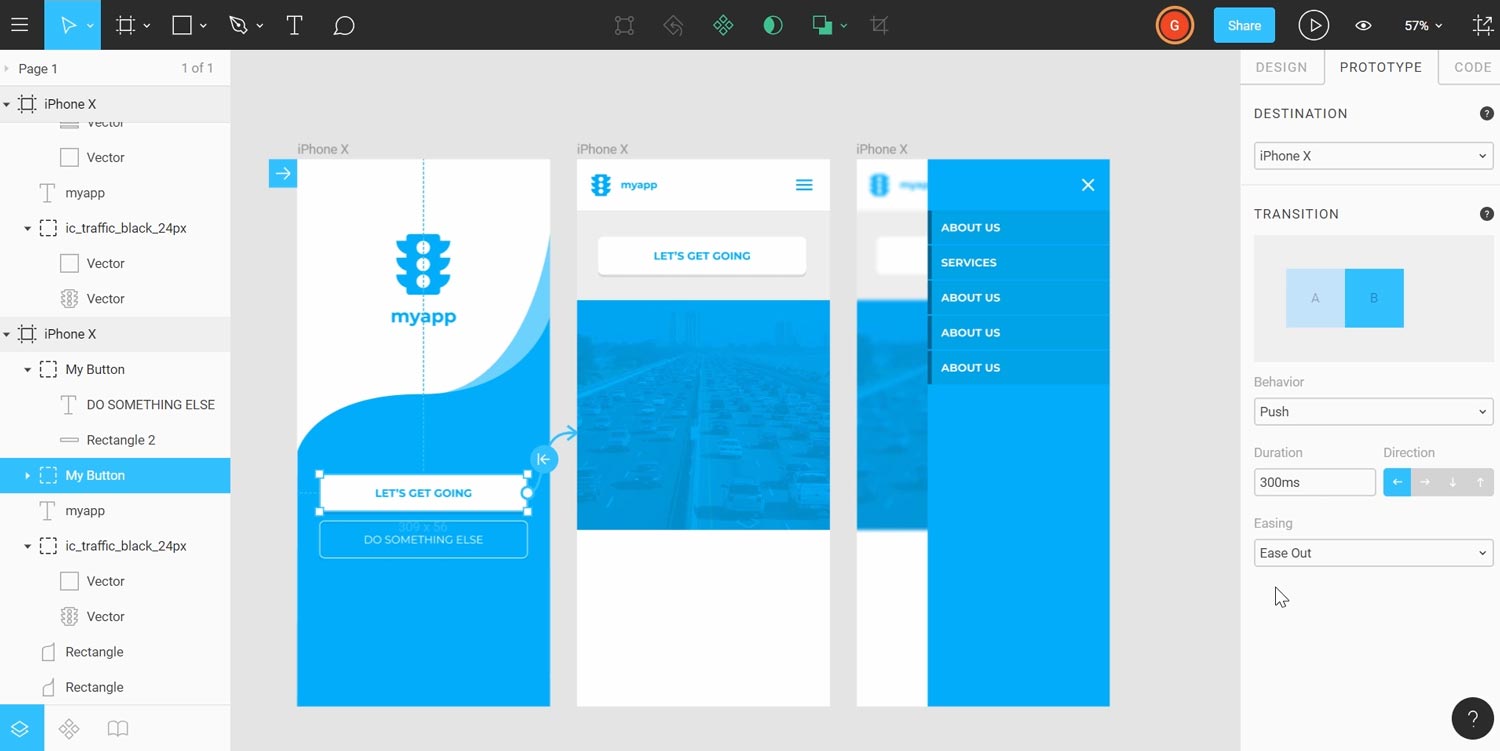 G
Share
57%
Page 1
1 of 1
iPhone X
Vector
Vector
myapp
ic_traffic_black_24px
Vector
Vector
iPhone X
My Button
DO SOMETHING ELSE
Rectangle 2
My Button
myapp
ic_traffic_black_24px
Vector
Vector
Rectangle
Rectangle
iPhone X
myapp
LET'S GET GOING
309 x 56
DO SOMETHING ELSE
iPhone X
myapp
LET'S GET GOING
iPhone X
myapp
ABOUT US
SERVICES
ABOUT US
ABOUT US
ABOUT US
DESIGN
PROTOTYPE
CODE
DESTINATION
?
iPhone X
TRANSITION
?
A
B
Behavior
Push
Duration
Direction
300ms
Easing
Ease Out
?